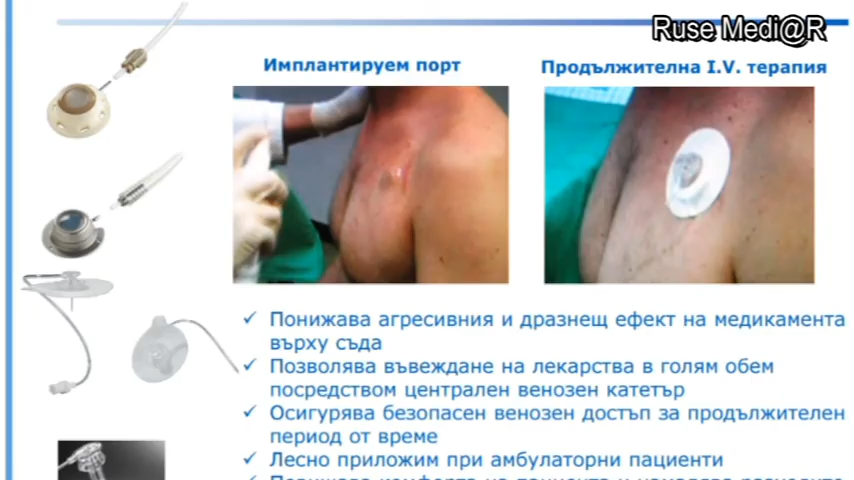 Ruse Medi@R
Имплантируем порт
Продължителна I.V. терапия
✓ Понижава агресивния и дразнещ ефект на медикамента
върху съда
✓ Позволява въвеждане на лекарства в голям обем
посредством централен венозен катетър
✓ Осигурява безопасен венозен достъп за продължителен
период от време
✓ Лесно приложим при амбулаторни пациенти